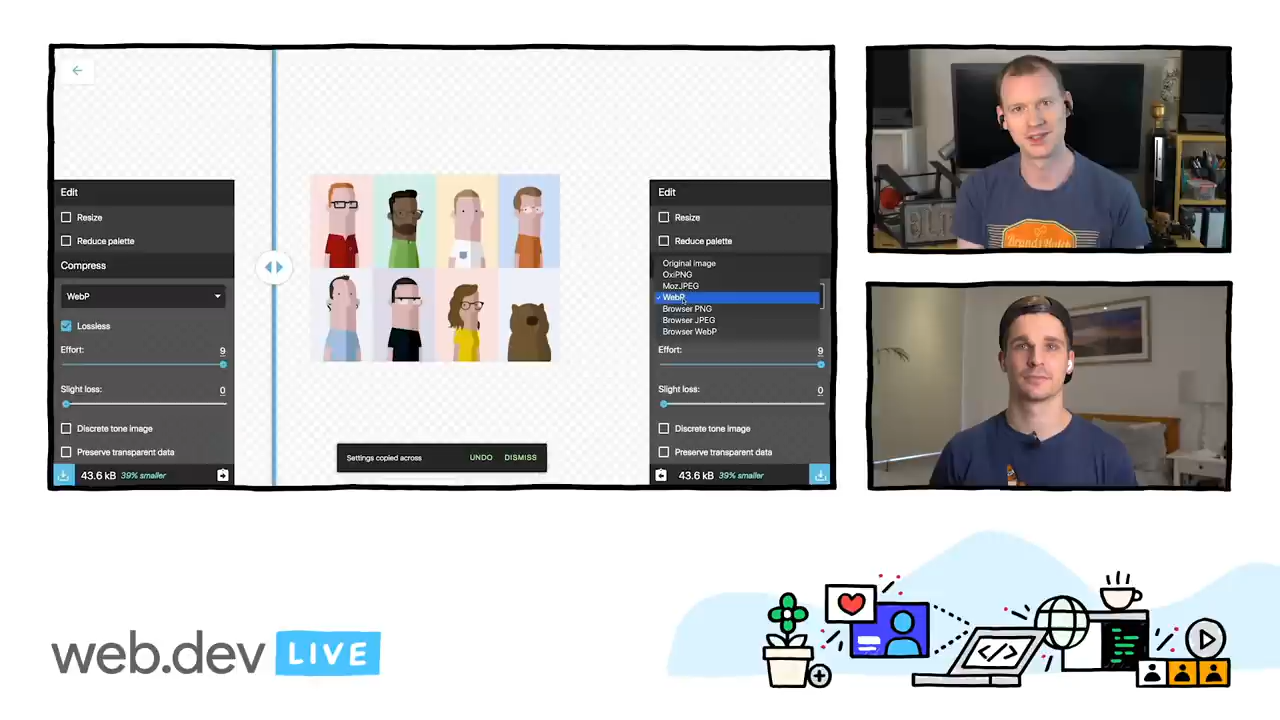 Edit
Resize
Reduce palette
Compress
WebP
Lossless
Effort:
9
Slight loss:
0
Discrete tone image
Preserve transparent data
43.6 kB 39% smaller
Settings copied across UNDO DISMISS
Edit
Resize
Reduce palette
Original image
OxiPNG
MozJPEG
✓ WebP
Browser PNG
Browser JPEG
Browser WebP
Effort:
9
Slight loss:
0
Discrete tone image
Preserve transparent data
43.6 kB 39% smaller
web.dev LIVE